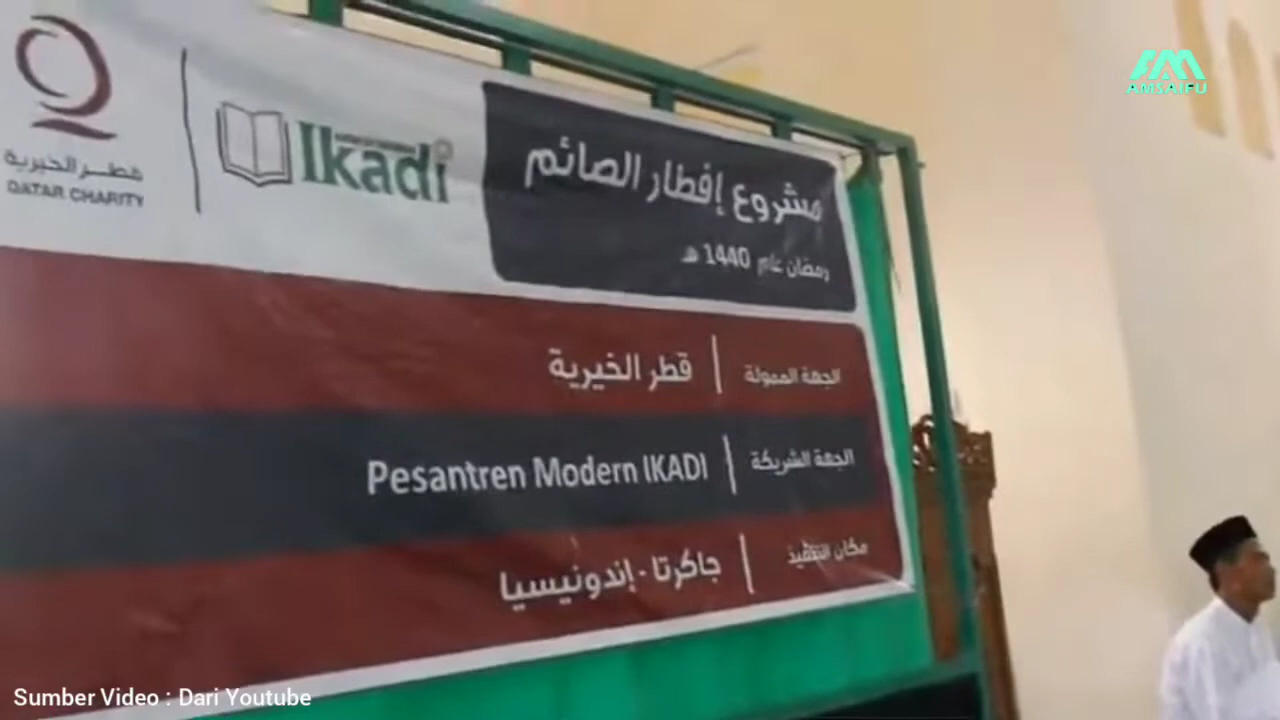 AMSAIFU
قطر الخيرية
QATAR CHARITY
Ikadi
مشروع إفطار الصائم
رمضان عام 1440 هـ
الجهة الممولة | قطر الخيرية
الجهة الشريكة | Pesantren Modern IKADI
مكان التنفيذ | جاكرتا - إندونيسيا
Sumber Video : Dari Youtube